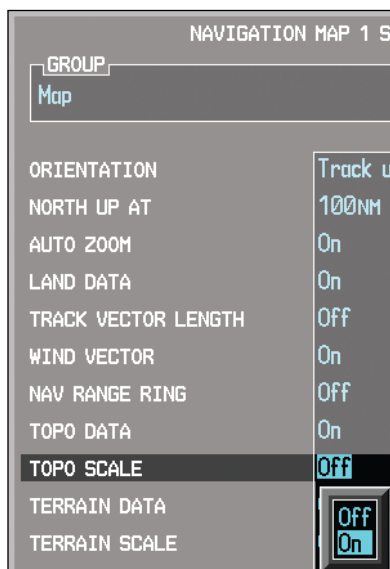 NAVIGATION MAP 1 S
GROUP
Map
ORIENTATION Track u
NORTH UP AT 100NM
AUTO ZOOM On
LAND DATA On
TRACK VECTOR LENGTH Off
WIND VECTOR On
NAV RANGE RING Off
TOPO DATA On
TOPO SCALE Off
TERRAIN DATA Off
TERRAIN SCALE On